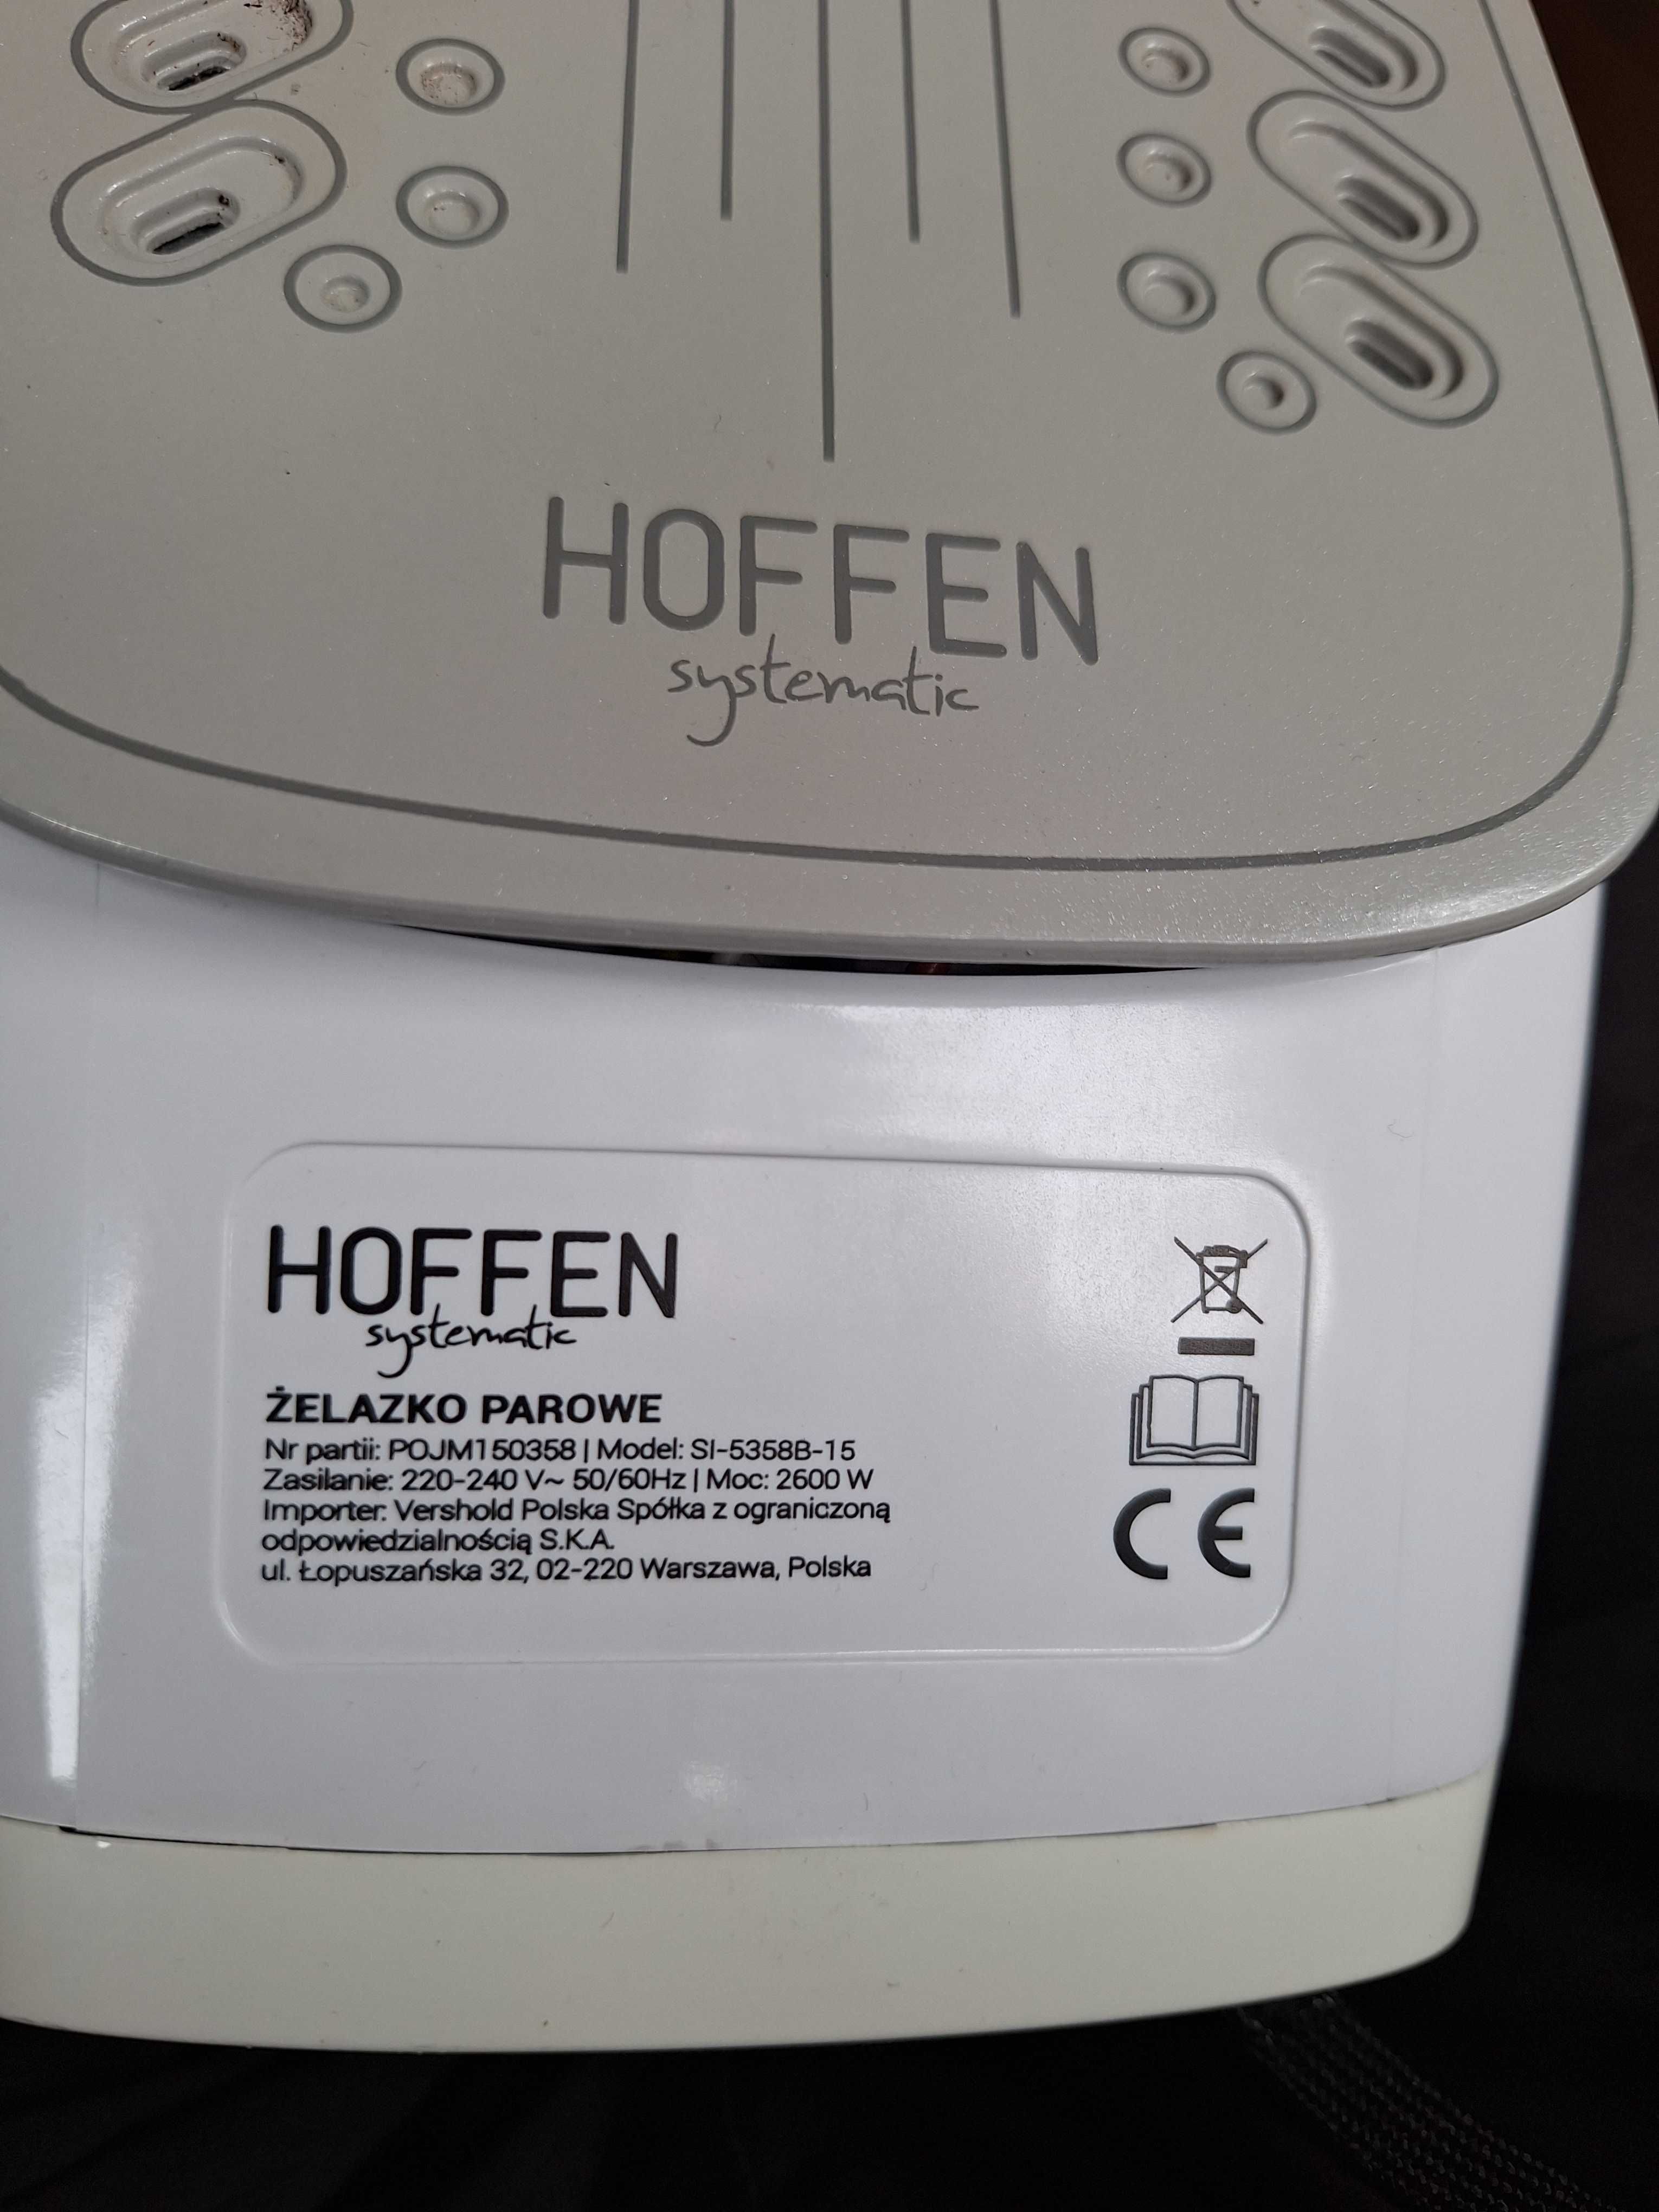 HOFFEN
systematic
HOFFEN
systematic
ŻELAZKO PAROWE
Nr partii: POJM150358 | Model: SI-5358B-15
Zasilanie: 220-240 V~ 50/60Hz | Moc: 2600 W
Importer: Vershold Polska Spółka z ograniczoną
odpowiedzialnością S.K.A.
ul. Łopuszańska 32, 02-220 Warszawa, Polska
CE